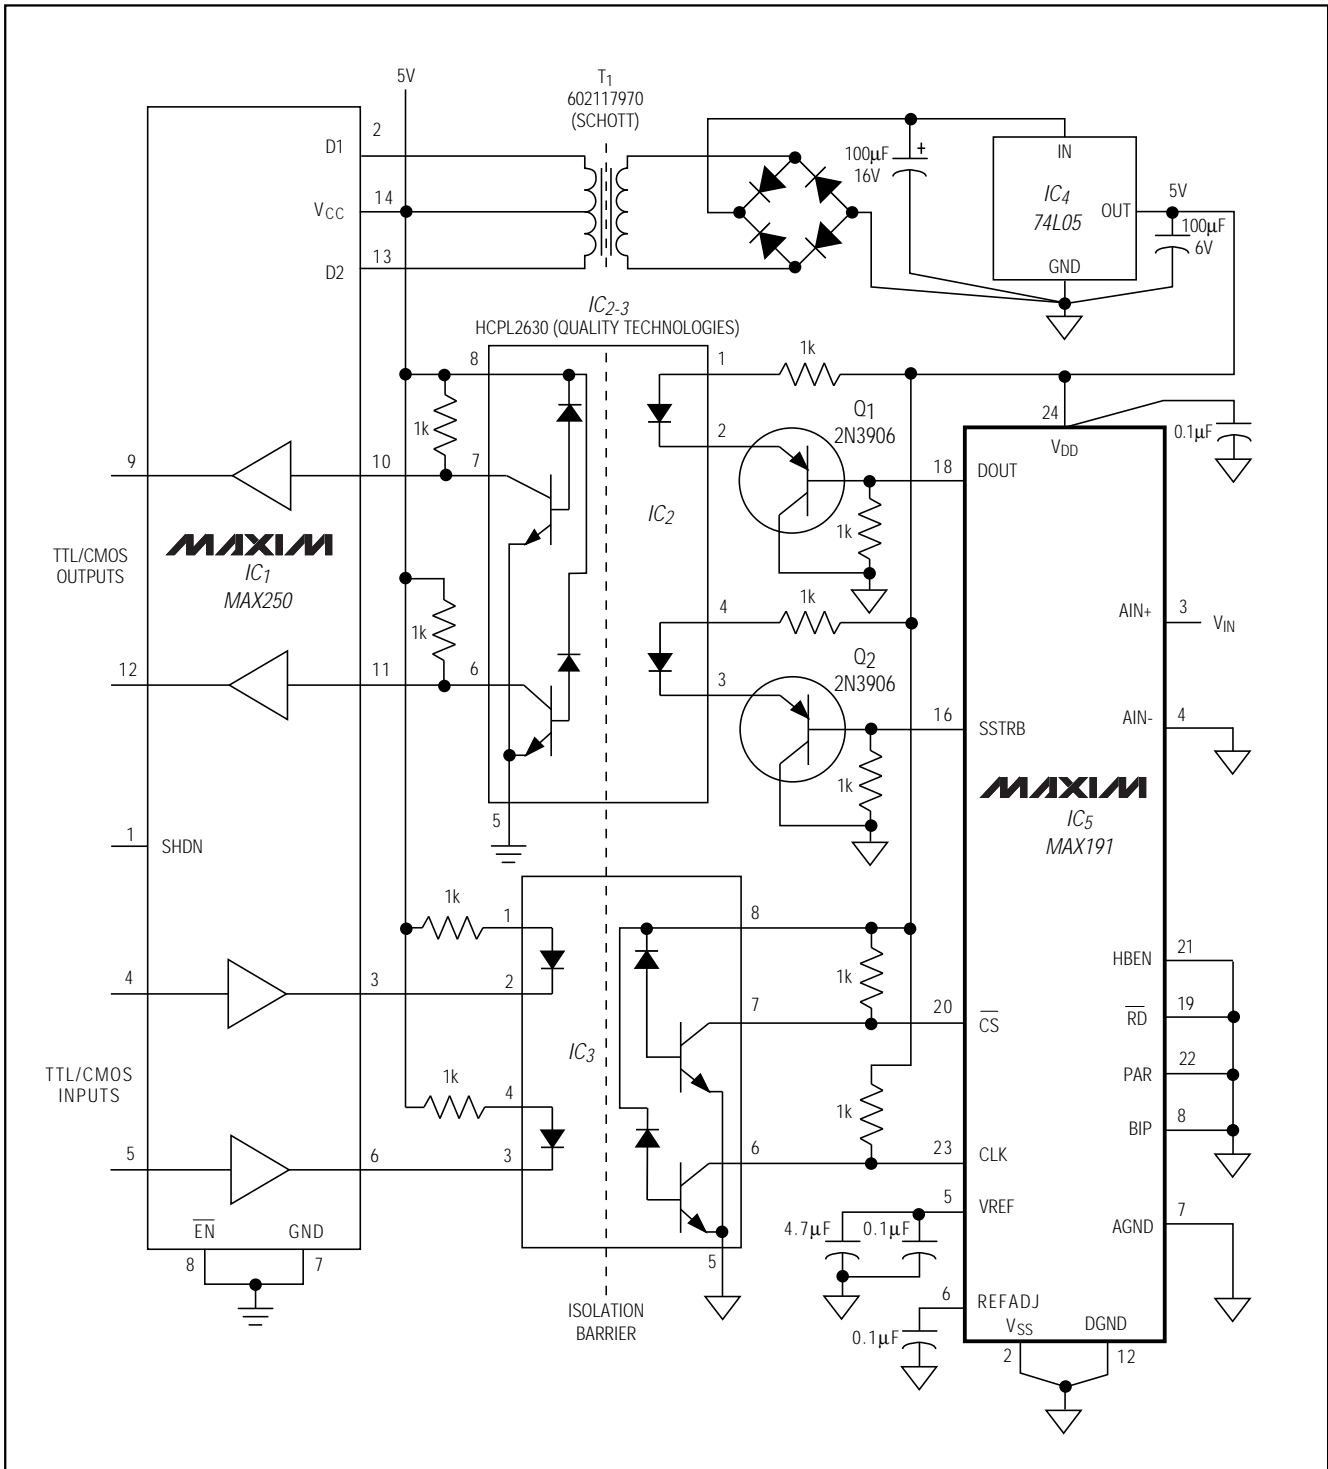 5V
T1
602117970
(SCHOTT)
D1
2
VCC
14
D2
13
100µF
16V
+
IN
IC4
74L05
OUT
GND
5V
100µF
6V
IC2-3
HCPL2630 (QUALITY TECHNOLOGIES)
8
1
1k
1k
2
Q1
2N3906
24
VDD
0.1µF
9
10
7
18
DOUT
IC2
1k
MAXIM
IC1
MAX250
TTL/CMOS
OUTPUTS
1k
4
1k
AIN+
3
VIN
12
11
6
3
Q2
2N3906
16
SSTRB
AIN-
4
1k
MAXIM
IC5
MAX191
5
1
SHDN
1k
1
8
4
3
2
1k
HBEN
21
7
20
CS
RD
19
IC3
TTL/CMOS
INPUTS
1k
4
1k
PAR
22
BIP
8
5
6
3
6
23
CLK
5
VREF
4.7µF
0.1µF
AGND
7
EN
GND
8
7
5
6
REFADJ
0.1µF
ISOLATION
BARRIER
VSS
DGND
2
12